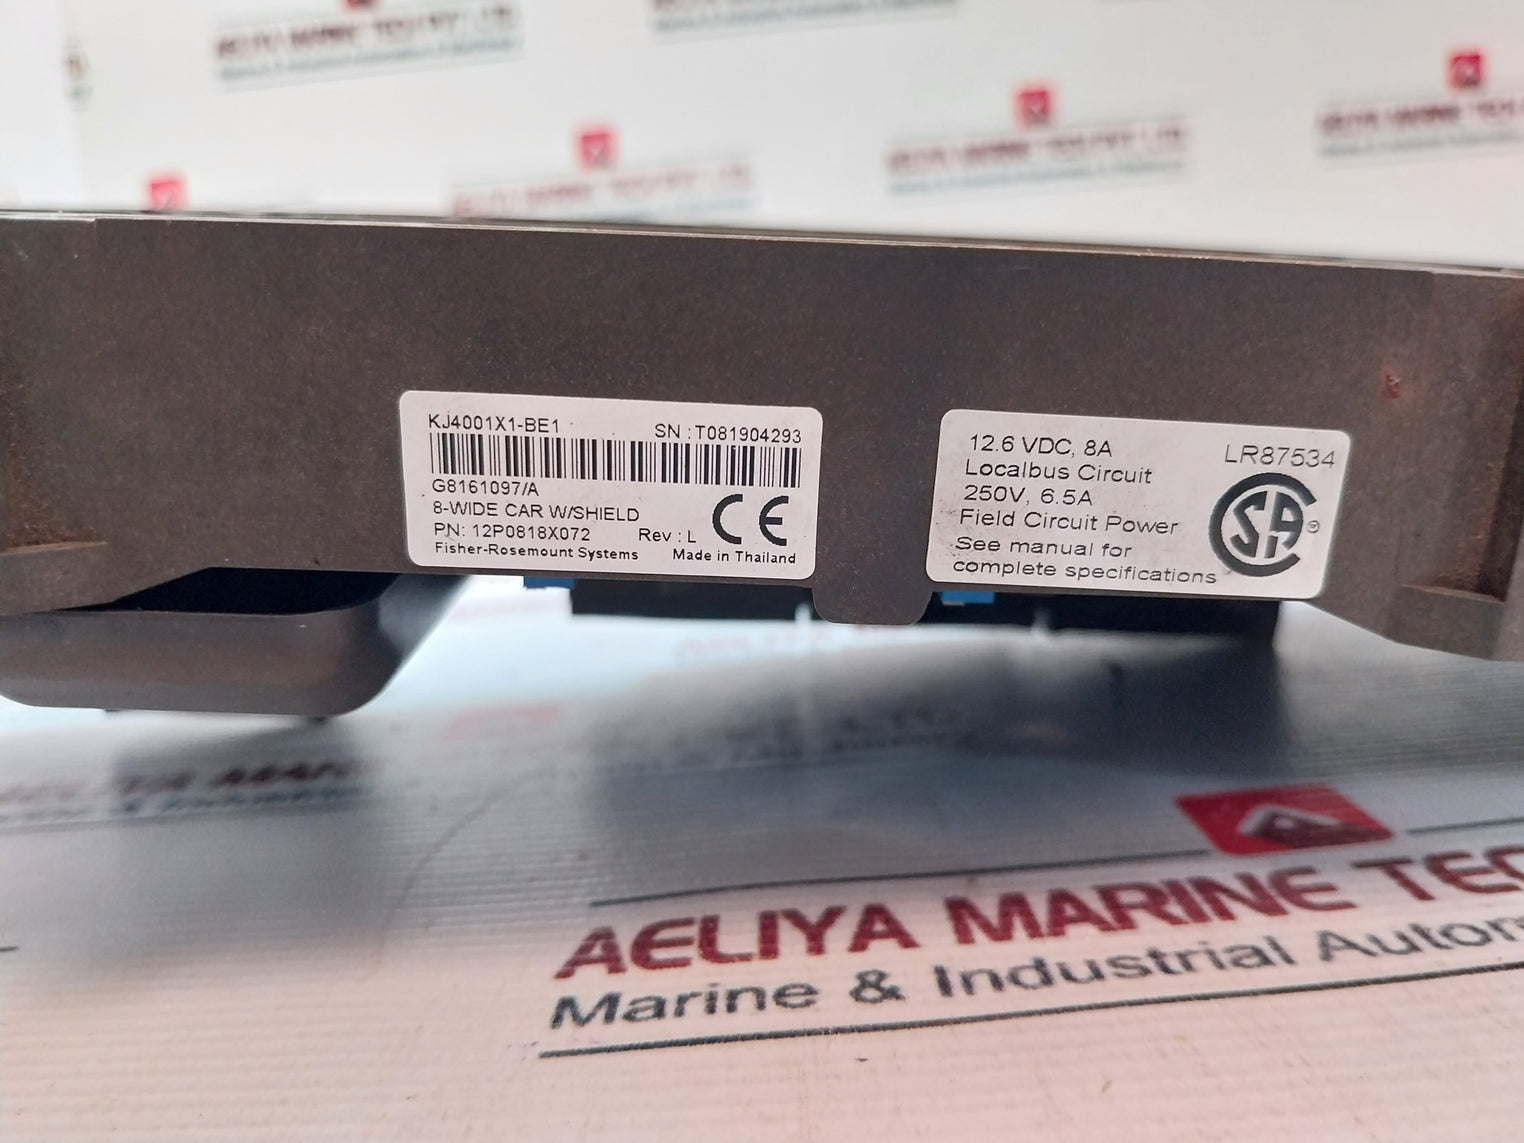 KJ4001X1-BE1 SN : T081904293
G8161097/A
8-WIDE CAR W/SHIELD
PN: 12P0818X072 Rev : L CE
Fisher-Rosemount Systems Made in Thailand
12.6 VDC, 8A LR87534
Localbus Circuit
250V, 6.5A
Field Circuit Power
See manual for
complete specifications
AELIYA MARINE TEC
Marine & Industrial Autom